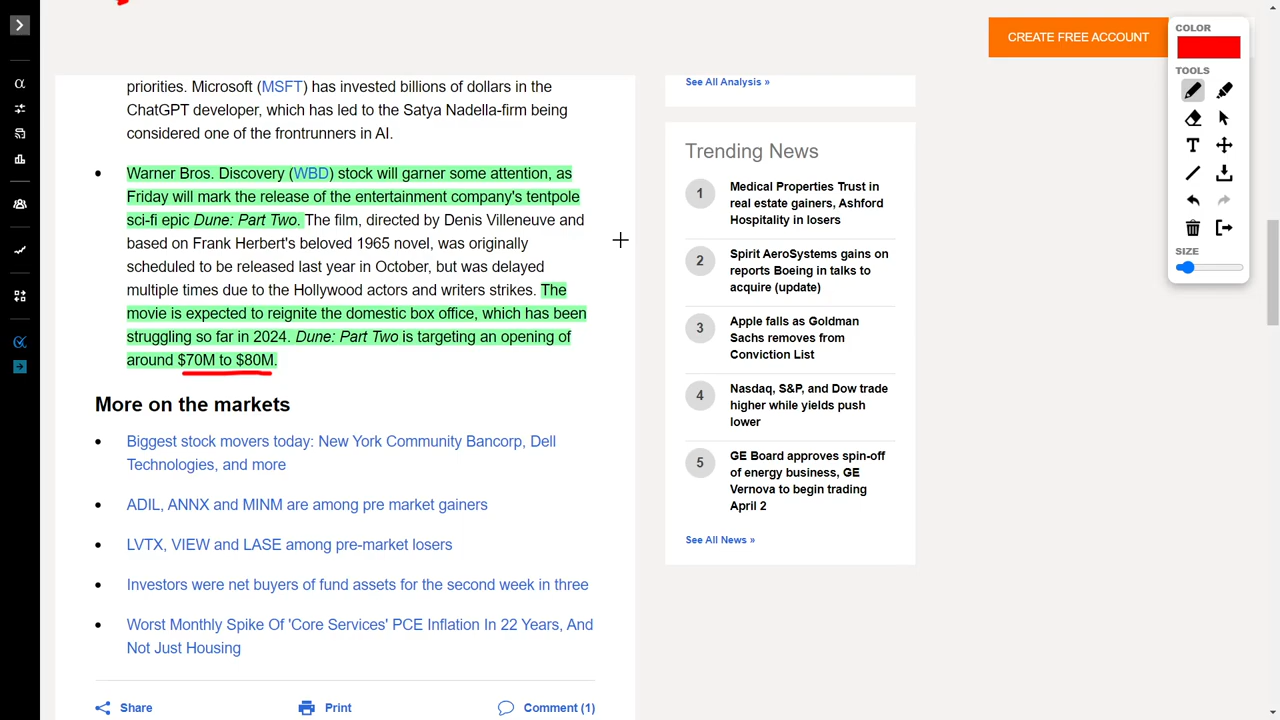 CREATE FREE ACCOUNT
COLOR
TOOLS
T
SIZE
α
priorities. Microsoft (MSFT) has invested billions of dollars in the
ChatGPT developer, which has led to the Satya Nadella-firm being
considered one of the frontrunners in AI.
Warner Bros. Discovery (WBD) stock will garner some attention, as
Friday will mark the release of the entertainment company's tentpole
sci-fi epic Dune: Part Two. The film, directed by Denis Villeneuve and
based on Frank Herbert's beloved 1965 novel, was originally
scheduled to be released last year in October, but was delayed
multiple times due to the Hollywood actors and writers strikes. The
movie is expected to reignite the domestic box office, which has been
struggling so far in 2024. Dune: Part Two is targeting an opening of
around $70M to $80M.
More on the markets
Biggest stock movers today: New York Community Bancorp, Dell
Technologies, and more
ADIL, ANNX and MINM are among pre market gainers
LVTX, VIEW and LASE among pre-market losers
Investors were net buyers of fund assets for the second week in three
Worst Monthly Spike Of 'Core Services' PCE Inflation In 22 Years, And
Not Just Housing
Share
Print
Comment (1)
See All Analysis »
Trending News
1
Medical Properties Trust in
real estate gainers, Ashford
Hospitality in losers
2
Spirit AeroSystems gains on
reports Boeing in talks to
acquire (update)
3
Apple falls as Goldman
Sachs removes from
Conviction List
4
Nasdaq, S&P, and Dow trade
higher while yields push
lower
5
GE Board approves spin-off
of energy business, GE
Vernova to begin trading
April 2
See All News »